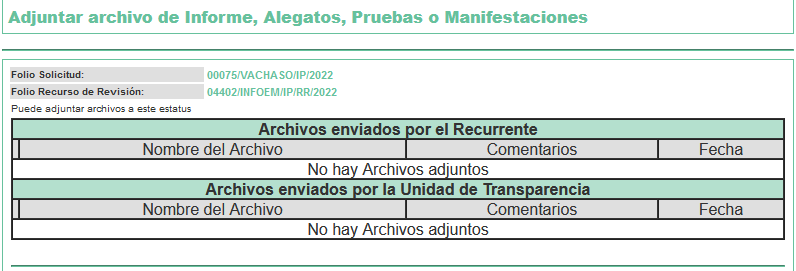 Adjuntar archivo de Informe, Alegatos, Pruebas o Manifestaciones
Folio Solicitud: 00075/VACHASO/IP/2022
Folio Recurso de Revisión: 04402/INFOEM/IP/RR/2022
Puede adjuntar archivos a este estatus
Archivos enviados por el Recurrente
Nombre del Archivo Comentarios Fecha
No hay Archivos adjuntos
Archivos enviados por la Unidad de Transparencia
Nombre del Archivo Comentarios Fecha
No hay Archivos adjuntos